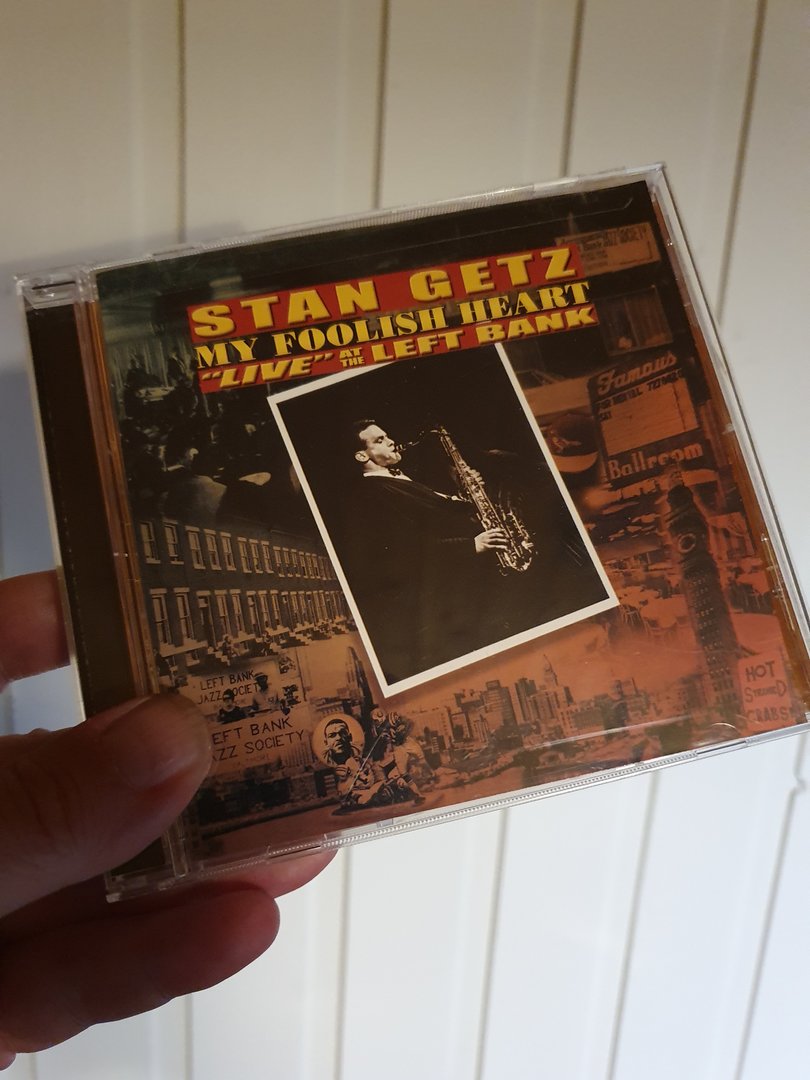 STAN GETZ
MY FOOLISH HEART
"LIVE" AT THE LEFT BANK
Famous
Ballroom
LEFT BANK
JAZZ SOCIETY
LEFT BANK
JAZZ SOCIETY
HOT
STEAMED
CRABS